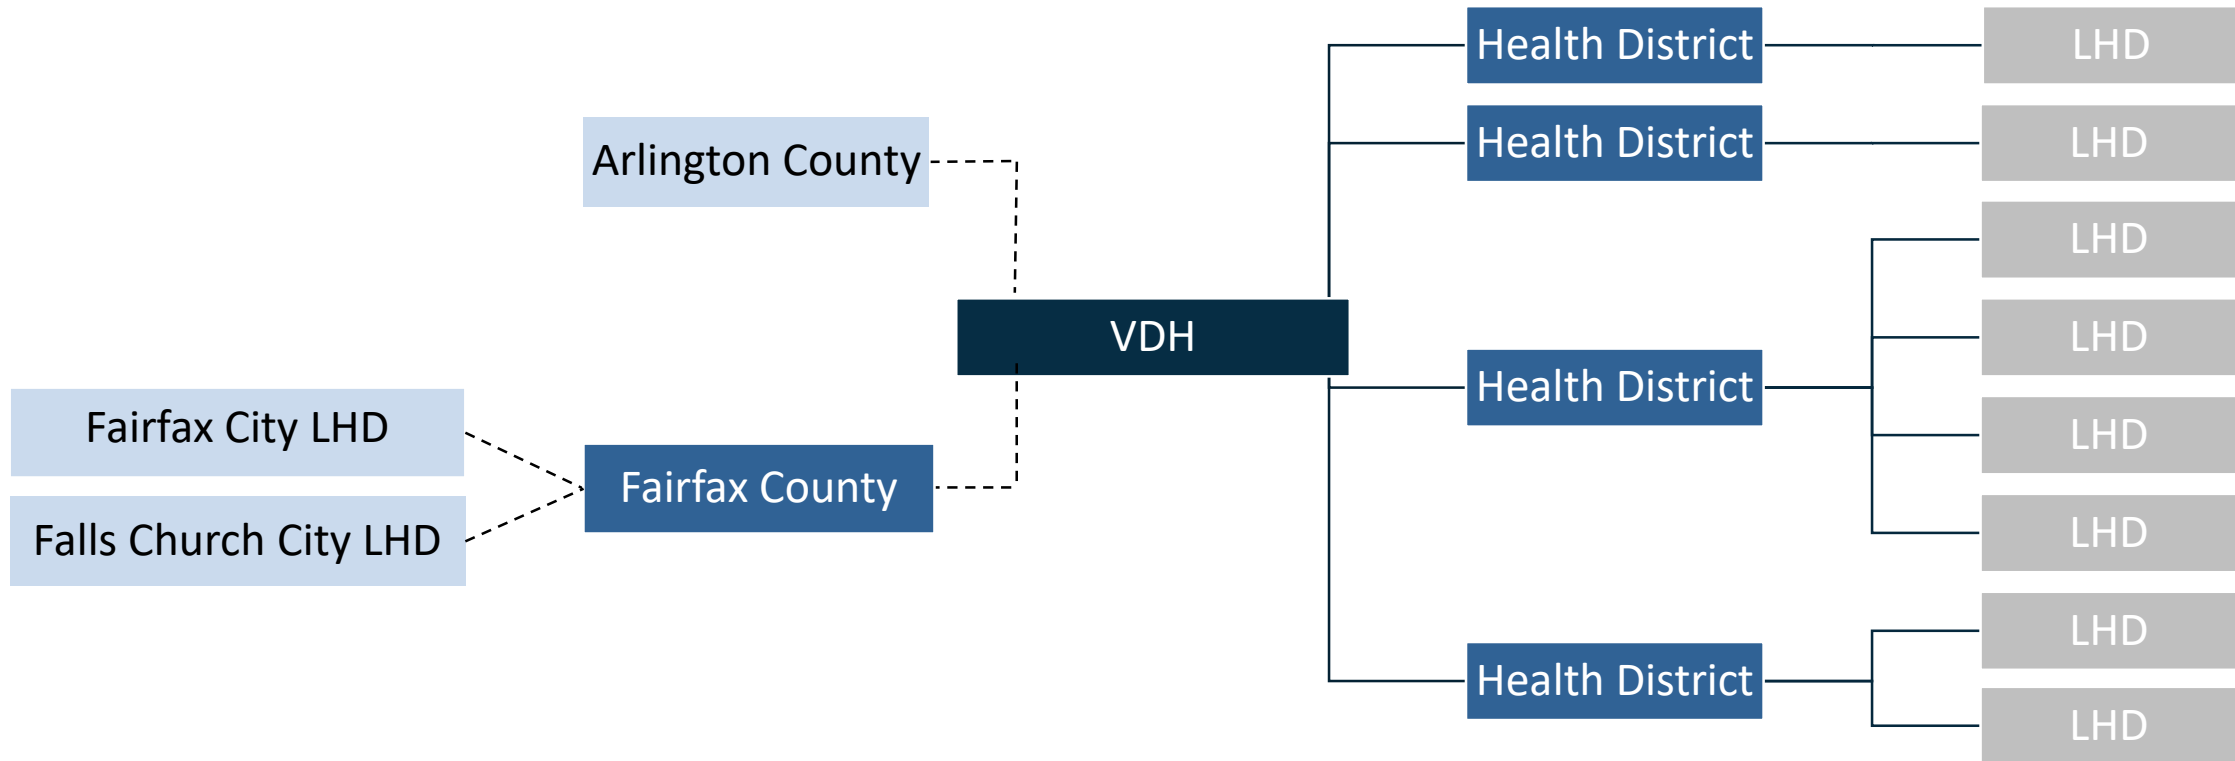 Health District
LHD
Health District
LHD
Arlington County
LHD
VDH
LHD
Health District
Fairfax City LHD
LHD
Fairfax County
LHD
Falls Church City LHD
LHD
Health District
LHD